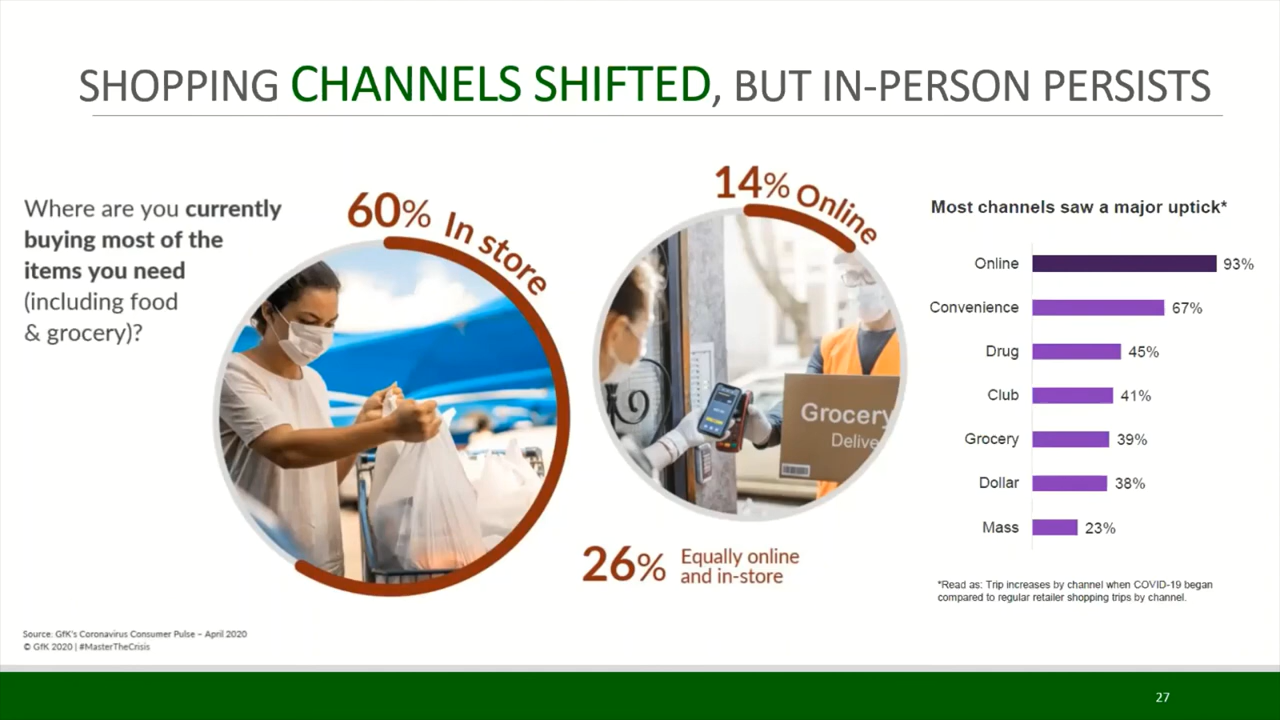 SHOPPING CHANNELS SHIFTED, BUT IN-PERSON PERSISTS
Where are you currently
buying most of the
items you need
(including food
& grocery)?
60% In store
14% Online
Grocery
Delive
26% Equally online
and in-store
Most channels saw a major uptick*
Online 93%
Convenience 67%
Drug 45%
Club 41%
Grocery 39%
Dollar 38%
Mass 23%
*Read as: Trip increases by channel when COVID-19 began
compared to regular retailer shopping trips by channel.
Source: GfK's Coronavirus Consumer Pulse – April 2020
© GfK 2020 | #MasterTheCrisis
27